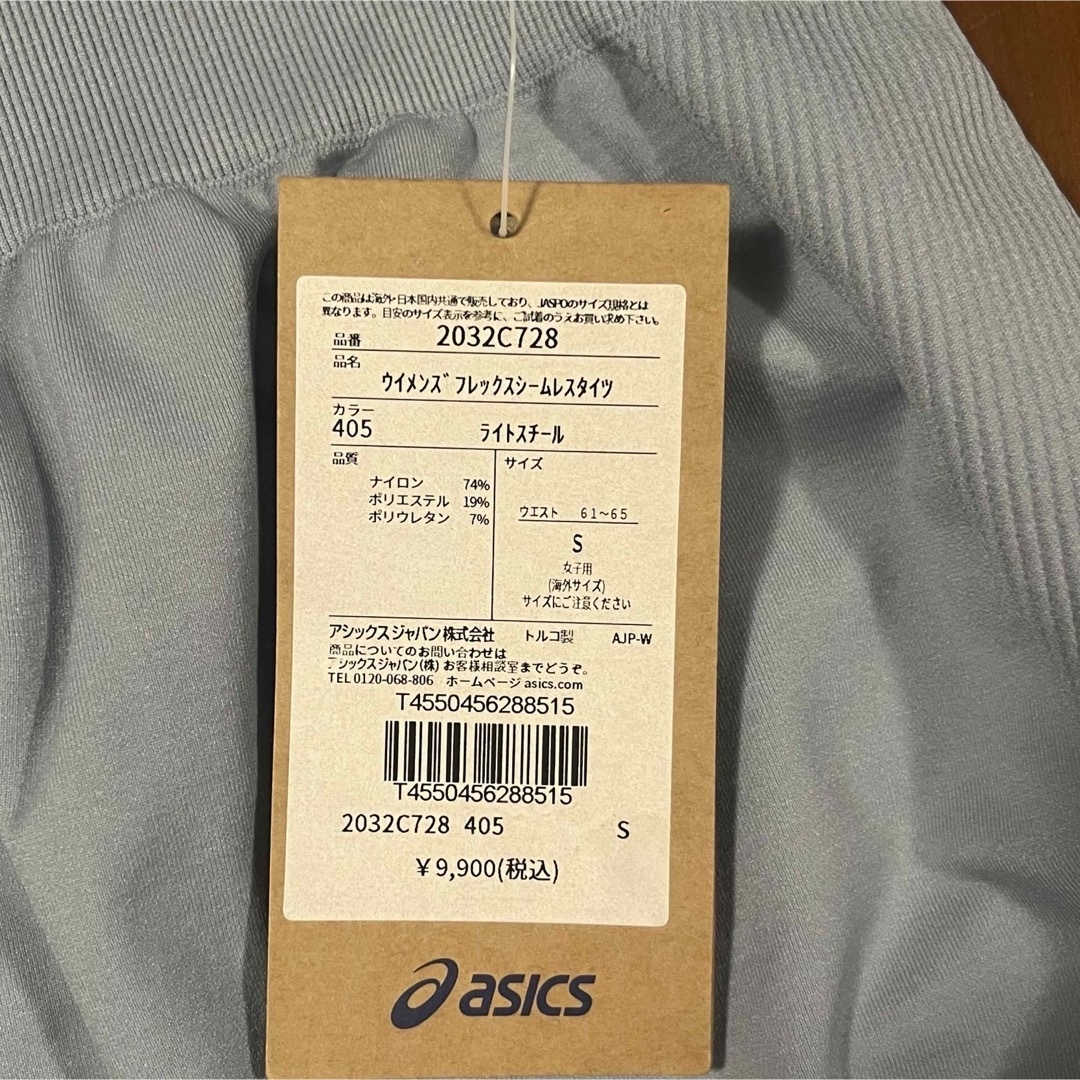 この商品は海外・日本国内共通で販売しており、JASPOのサイズ規格とは
異なります。目安のサイズ表示を参考に、ご試着のうえお買い求め下さい。
品番 2032C728
品名
ウイメンズﾞフレックスシームレスタイツ
カラー
405 ライトスチール
品質
ナイロン 74%
ポリエステル 19%
ポリウレタン 7%
サイズ
ウエスト 61~65
S
女子用
(海外サイズ)
サイズにご注意ください
アシックスジャパン株式会社 トルコ製 AJP-W
商品についてのお問い合わせは
アシックスジャパン(株) お客様相談室までどうぞ。
TEL 0120-068-806 ホームページ asics.com
T4550456288515
T4550456288515
2032C728 405 S
¥9,900(税込)
asics